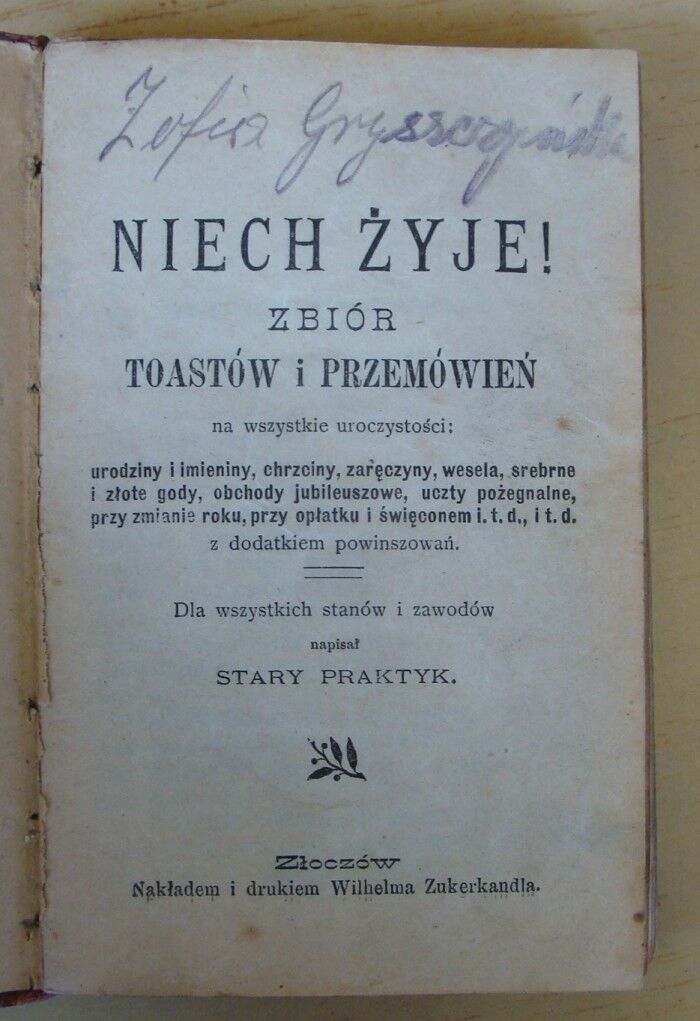 Zofia
NIECH ŻYJE!
ZBIÓR
TOASTÓW i PRZEMÓWIEŃ
na wszystkie uroczystości:
urodziny i imieniny, chrzciny, zaręczyny, wesela, srebrne
i złote gody, obchody jubileuszowe, uczty pożegnalne,
przy zmianie roku, przy opłatku i święconem i. t. d., i t. d.
z dodatkiem powinszowań.
Dla wszystkich stanów i zawodów
napisał
STARY PRAKTYK.
Złoczów
Nakładem i drukiem Wilhelma Zukerkandla.